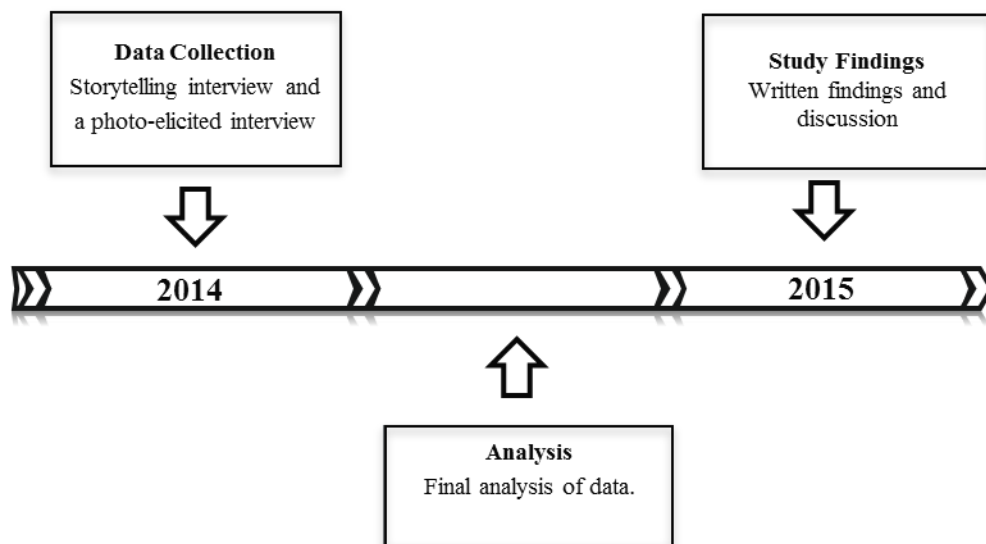 Data Collection
Storytelling interview and
a photo-elicited interview
Study Findings
Written findings and
discussion
2014
2015
Analysis
Final analysis of data.